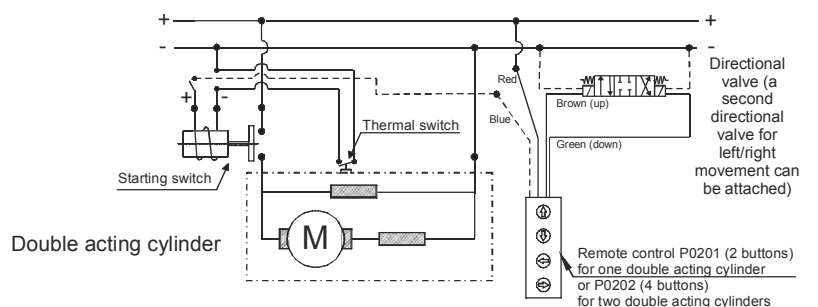 +
+
-
-
Red
Directional
valve (a
second
directional
valve for
left/right
movement can
be attached)
+
-
Brown (up)
Blue
Thermal switch
Green (down)
Starting switch
M
Double acting cylinder
Remote control P0201 (2 buttons)
for one double acting cylinder
or P0202 (4 buttons)
for two double acting cylinders